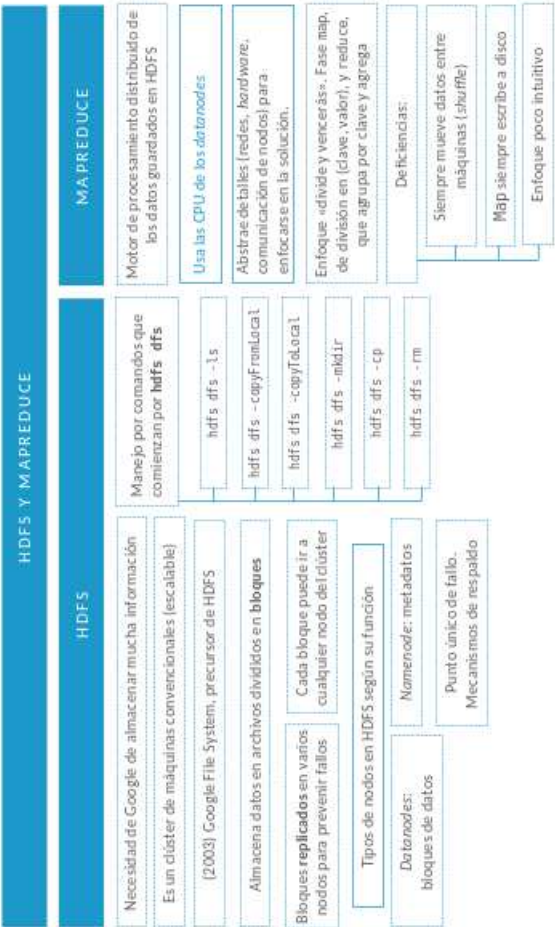 HDFS Y MAPREDUCE
HDFS
Necesidad de Google de almacenar mucha información
Es un clúster de máquinas convencionales (escalable)
(2003) Google File System, precursor de HDFS
Almacena datos en archivos divididos en bloques
Bloques replicados en varios
nodos para prevenir fallos
Cada bloque puede ir a
cualquier nodo del clúster
Tipos de nodos en HDFS según su función
Datanodes:
bloques de datos
Namenode: metadatos
Punto único de fallo.
Mecanismos de respaldo
Manejo por comandos que
comienzan por hdfs dfs
hdfs dfs -ls
hdfs dfs -copyFromLocal
hdfs dfs -copyToLocal
hdfs dfs -mkdir
hdfs dfs -cp
hdfs dfs -rm
MAPREDUCE
Motor de procesamiento distribuido de
los datos guardados en HDFS
Usa las CPU de los datanodes
Abstrae detalles (redes, hardware,
comunicación de nodos) para
enfocarse en la solución.
Enfoque «divide y vencerás». Fase map,
de división en (clave, valor), y reduce,
que agrupa por clave y agrega
Deficiencias:
Siempre mueve datos entre
máquinas (shuffle)
Map siempre escribe a disco
Enfoque poco intuitivo